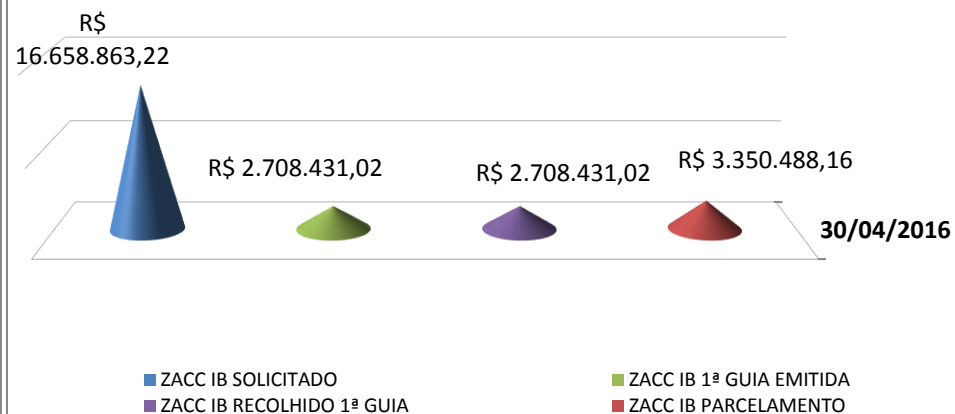 R$
16.658.863,22
R$ 2.708.431,02
R$ 2.708.431,02
R$ 3.350.488,16
30/04/2016
ZACC IB SOLICITADO
ZACC IB 1ª GUIA EMITIDA
ZACC IB RECOLHIDO 1ª GUIA
ZACC IB PARCELAMENTO